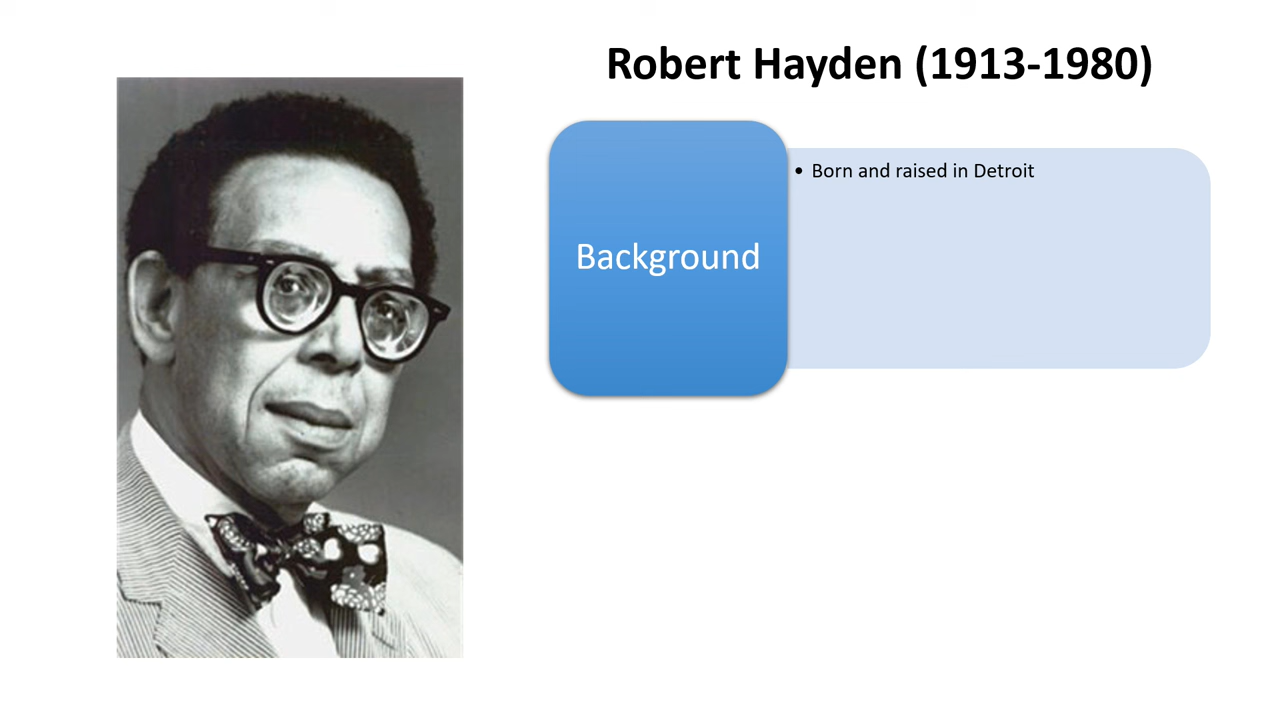 Robert Hayden (1913-1980)
Background
• Born and raised in Detroit